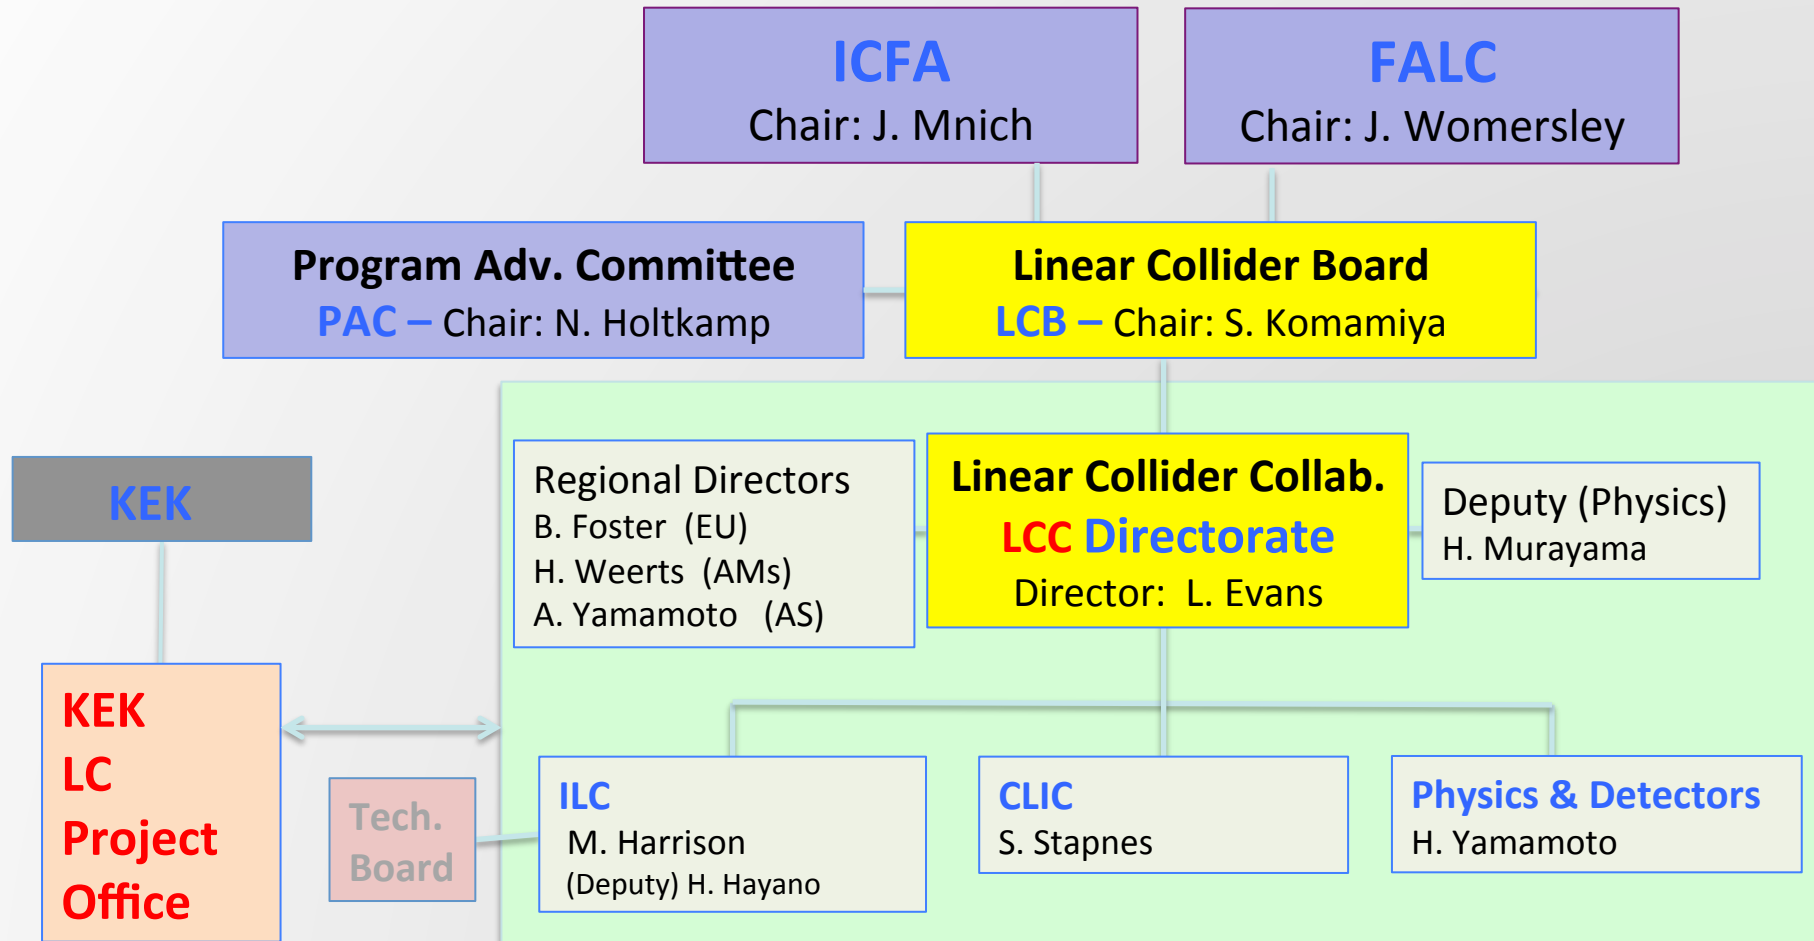 ICFA
Chair: J. Mnich
FALC
Chair: J. Womersley
Program Adv. Committee
PAC – Chair: N. Holtkamp
Linear Collider Board
LCB – Chair: S. Komamiya
KEK
Regional Directors
B. Foster (EU)
H. Weerts (AMs)
A. Yamamoto (AS)
Linear Collider Collab.
LCC Directorate
Director: L. Evans
Deputy (Physics)
H. Murayama
KEK
LC
Project
Office
Tech.
Board
ILC
M. Harrison
(Deputy) H. Hayano
CLIC
S. Stapnes
Physics & Detectors
H. Yamamoto